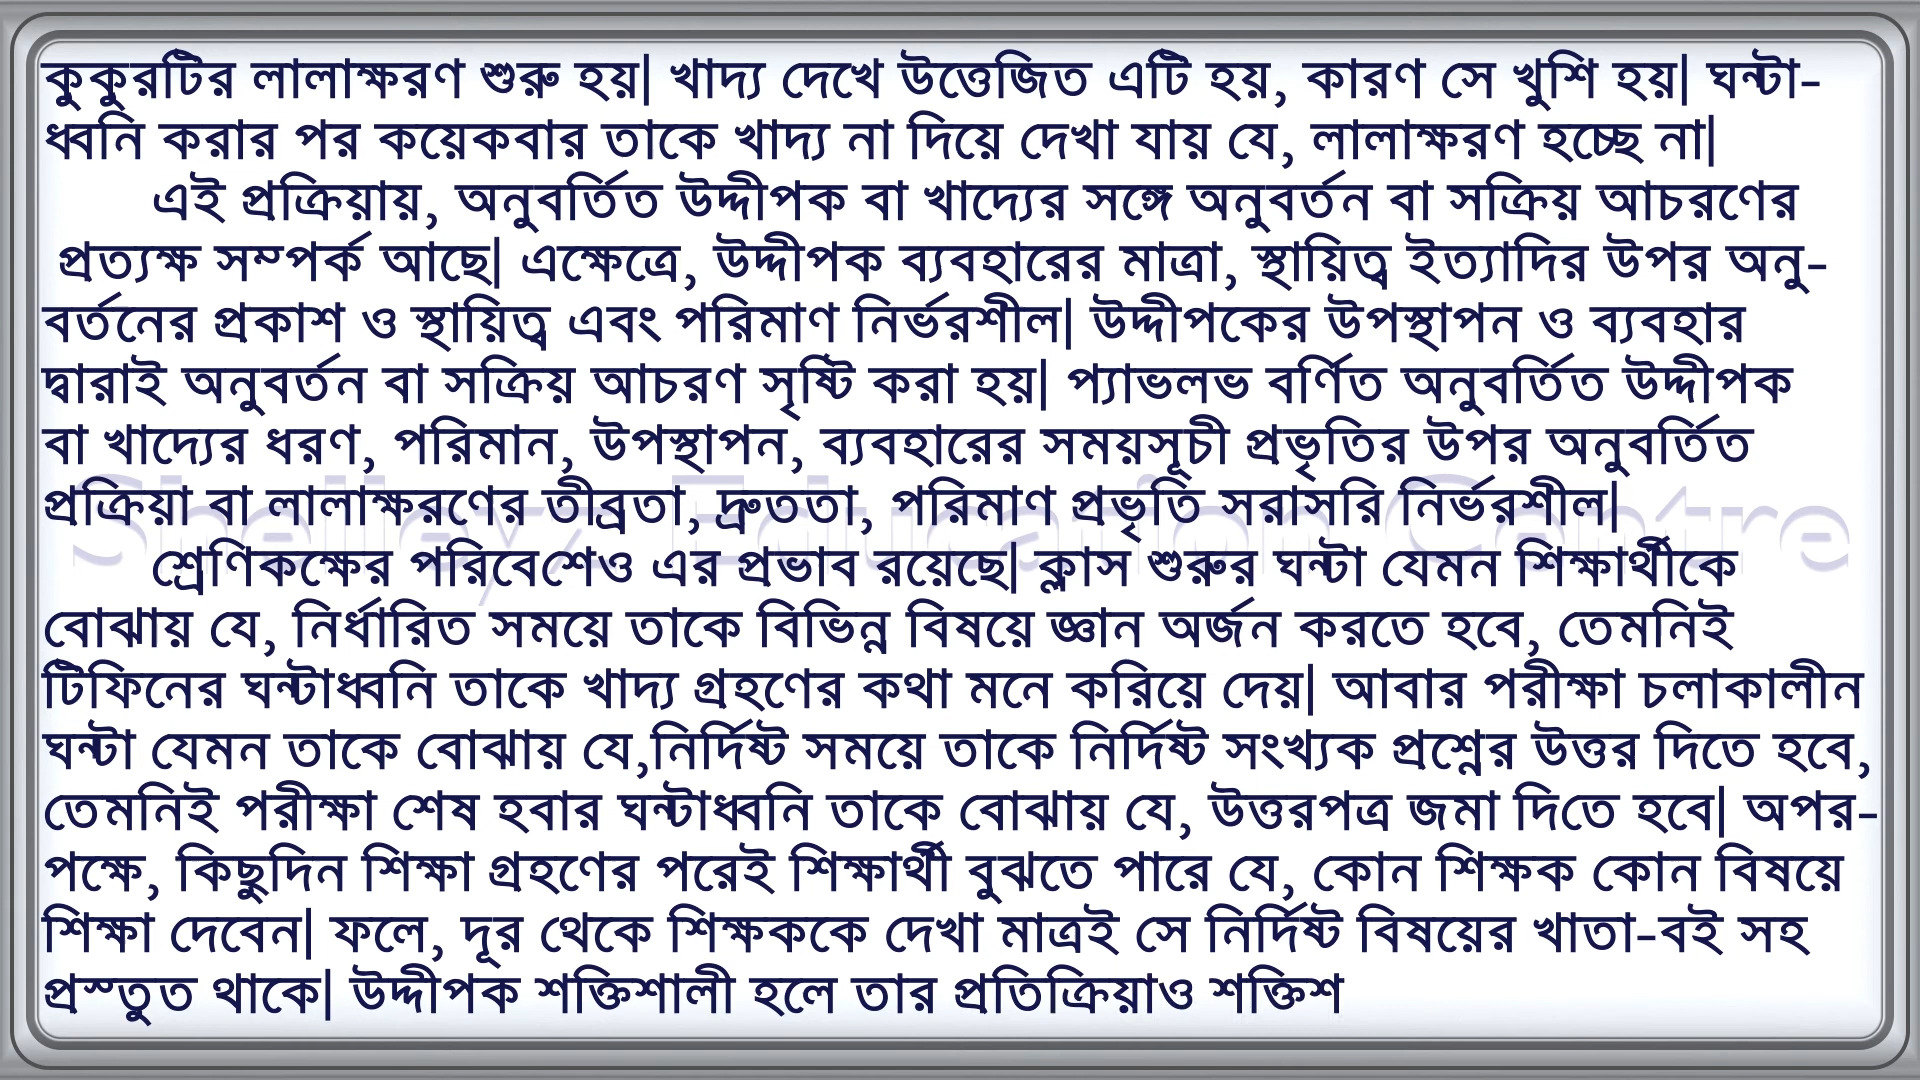 কুকুরটির লালাক্ষরণ শুরু হয়| খাদ্য দেখে উত্তেজিত এটি হয়, কারণ সে খুশি হয়| ঘন্টা-
ধ্বনি করার পর কয়েকবার তাকে খাদ্য না দিয়ে দেখা যায় যে, লালাক্ষরণ হচ্ছে না|
এই প্রক্রিয়ায়, অনুবর্তিত উদ্দীপক বা খাদ্যের সঙ্গে অনুবর্তন বা সক্রিয় আচরণের
প্রত্যক্ষ সম্পর্ক আছে| এক্ষেত্রে, উদ্দীপক ব্যবহারের মাত্রা, স্থায়িত্ব ইত্যাদির উপর অনু-
বর্তনের প্রকাশ ও স্থায়িত্ব এবং পরিমাণ নির্ভরশীল| উদ্দীপকের উপস্থাপন ও ব্যবহার
দ্বারাই অনুবর্তন বা সক্রিয় আচরণ সৃষ্টি করা হয়| প্যাভলভ বর্ণিত অনুবর্তিত উদ্দীপক
বা খাদ্যের ধরণ, পরিমান, উপস্থাপন, ব্যবহারের সময়সূচী প্রভৃতির উপর অনুবর্তিত
প্রক্রিয়া বা লালাক্ষরণের তীব্রতা, দ্রুততা, পরিমাণ প্রভৃতি সরাসরি নির্ভরশীল|
Shelleyz Education Centre
শ্রেণিকক্ষের পরিবেশেও এর প্রভাব রয়েছে| ক্লাস শুরুর ঘন্টা যেমন শিক্ষার্থীকে
বোঝায় যে, নির্ধারিত সময়ে তাকে বিভিন্ন বিষয়ে জ্ঞান অর্জন করতে হবে, তেমনিই
টিফিনের ঘন্টাধ্বনি তাকে খাদ্য গ্রহণের কথা মনে করিয়ে দেয়| আবার পরীক্ষা চলাকালীন
ঘন্টা যেমন তাকে বোঝায় যে,নির্দিষ্ট সময়ে তাকে নির্দিষ্ট সংখ্যক প্রশ্নের উত্তর দিতে হবে,
তেমনিই পরীক্ষা শেষ হবার ঘন্টাধ্বনি তাকে বোঝায় যে, উত্তরপত্র জমা দিতে হবে| অপর-
পক্ষে, কিছুদিন শিক্ষা গ্রহণের পরেই শিক্ষার্থী বুঝতে পারে যে, কোন শিক্ষক কোন বিষয়ে
শিক্ষা দেবেন| ফলে, দূর থেকে শিক্ষককে দেখা মাত্রই সে নির্দিষ্ট বিষয়ের খাতা-বই সহ
প্রস্তুত থাকে| উদ্দীপক শক্তিশালী হলে তার প্রতিক্রিয়াও শক্তিশ